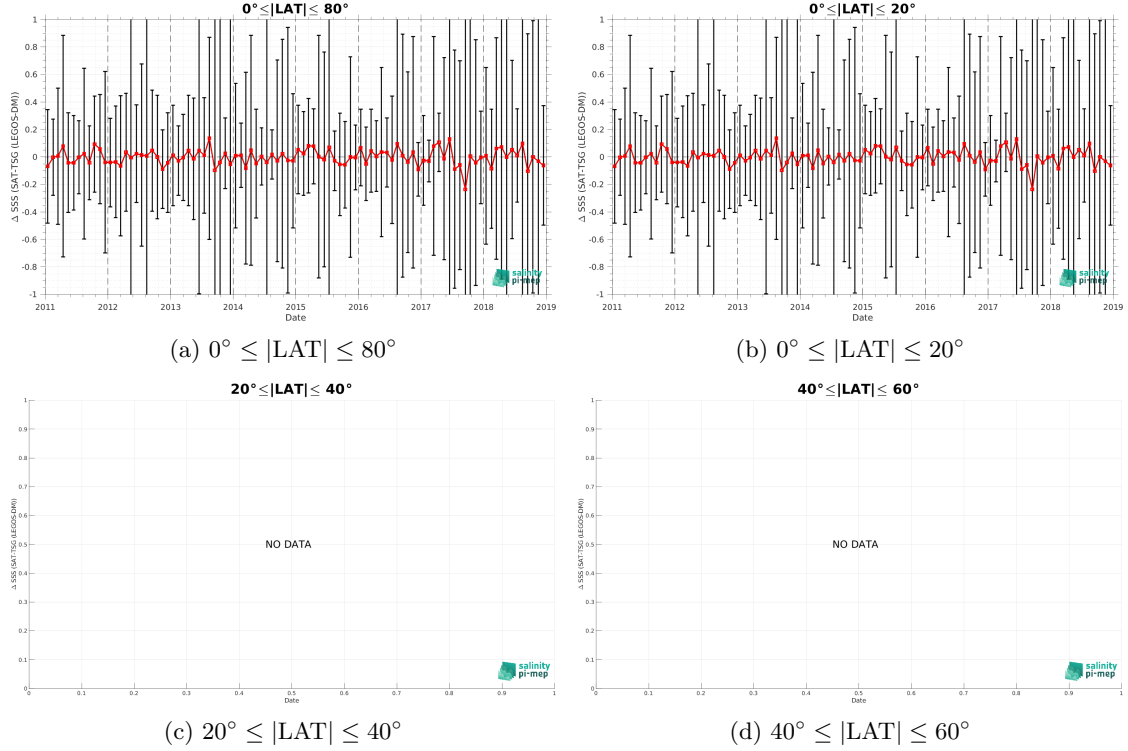 0°≤|LAT|≤ 80°
Δ SSS (SAT-TSG (LEGOS-DM))
1
0.8
0.6
0.4
0.2
0
-0.2
-0.4
-0.6
-0.8
-1
2011 2012 2013 2014 2015 2016 2017 2018 2019
Date
salinity
pi-mep
(a) 0° ≤ |LAT| ≤ 80°
0°≤|LAT|≤ 20°
Δ SSS (SAT-TSG (LEGOS-DM))
1
0.8
0.6
0.4
0.2
0
-0.2
-0.4
-0.6
-0.8
-1
2011 2012 2013 2014 2015 2016 2017 2018 2019
Date
salinity
pi-mep
(b) 0° ≤ |LAT| ≤ 20°
20°≤|LAT|≤ 40°
Δ SSS (SAT-TSG (LEGOS-DM))
1
0.9
0.8
0.7
0.6
0.5
0.4
0.3
0.2
0.1
0
NO DATA
0 0.1 0.2 0.3 0.4 0.5 0.6 0.7 0.8 0.9 1
Date
salinity
pi-mep
(c) 20° ≤ |LAT| ≤ 40°
40°≤|LAT|≤ 60°
Δ SSS (SAT-TSG (LEGOS-DM))
1
0.9
0.8
0.7
0.6
0.5
0.4
0.3
0.2
0.1
0
NO DATA
0 0.1 0.2 0.3 0.4 0.5 0.6 0.7 0.8 0.9 1
Date
salinity
pi-mep
(d) 40° ≤ |LAT| ≤ 60°